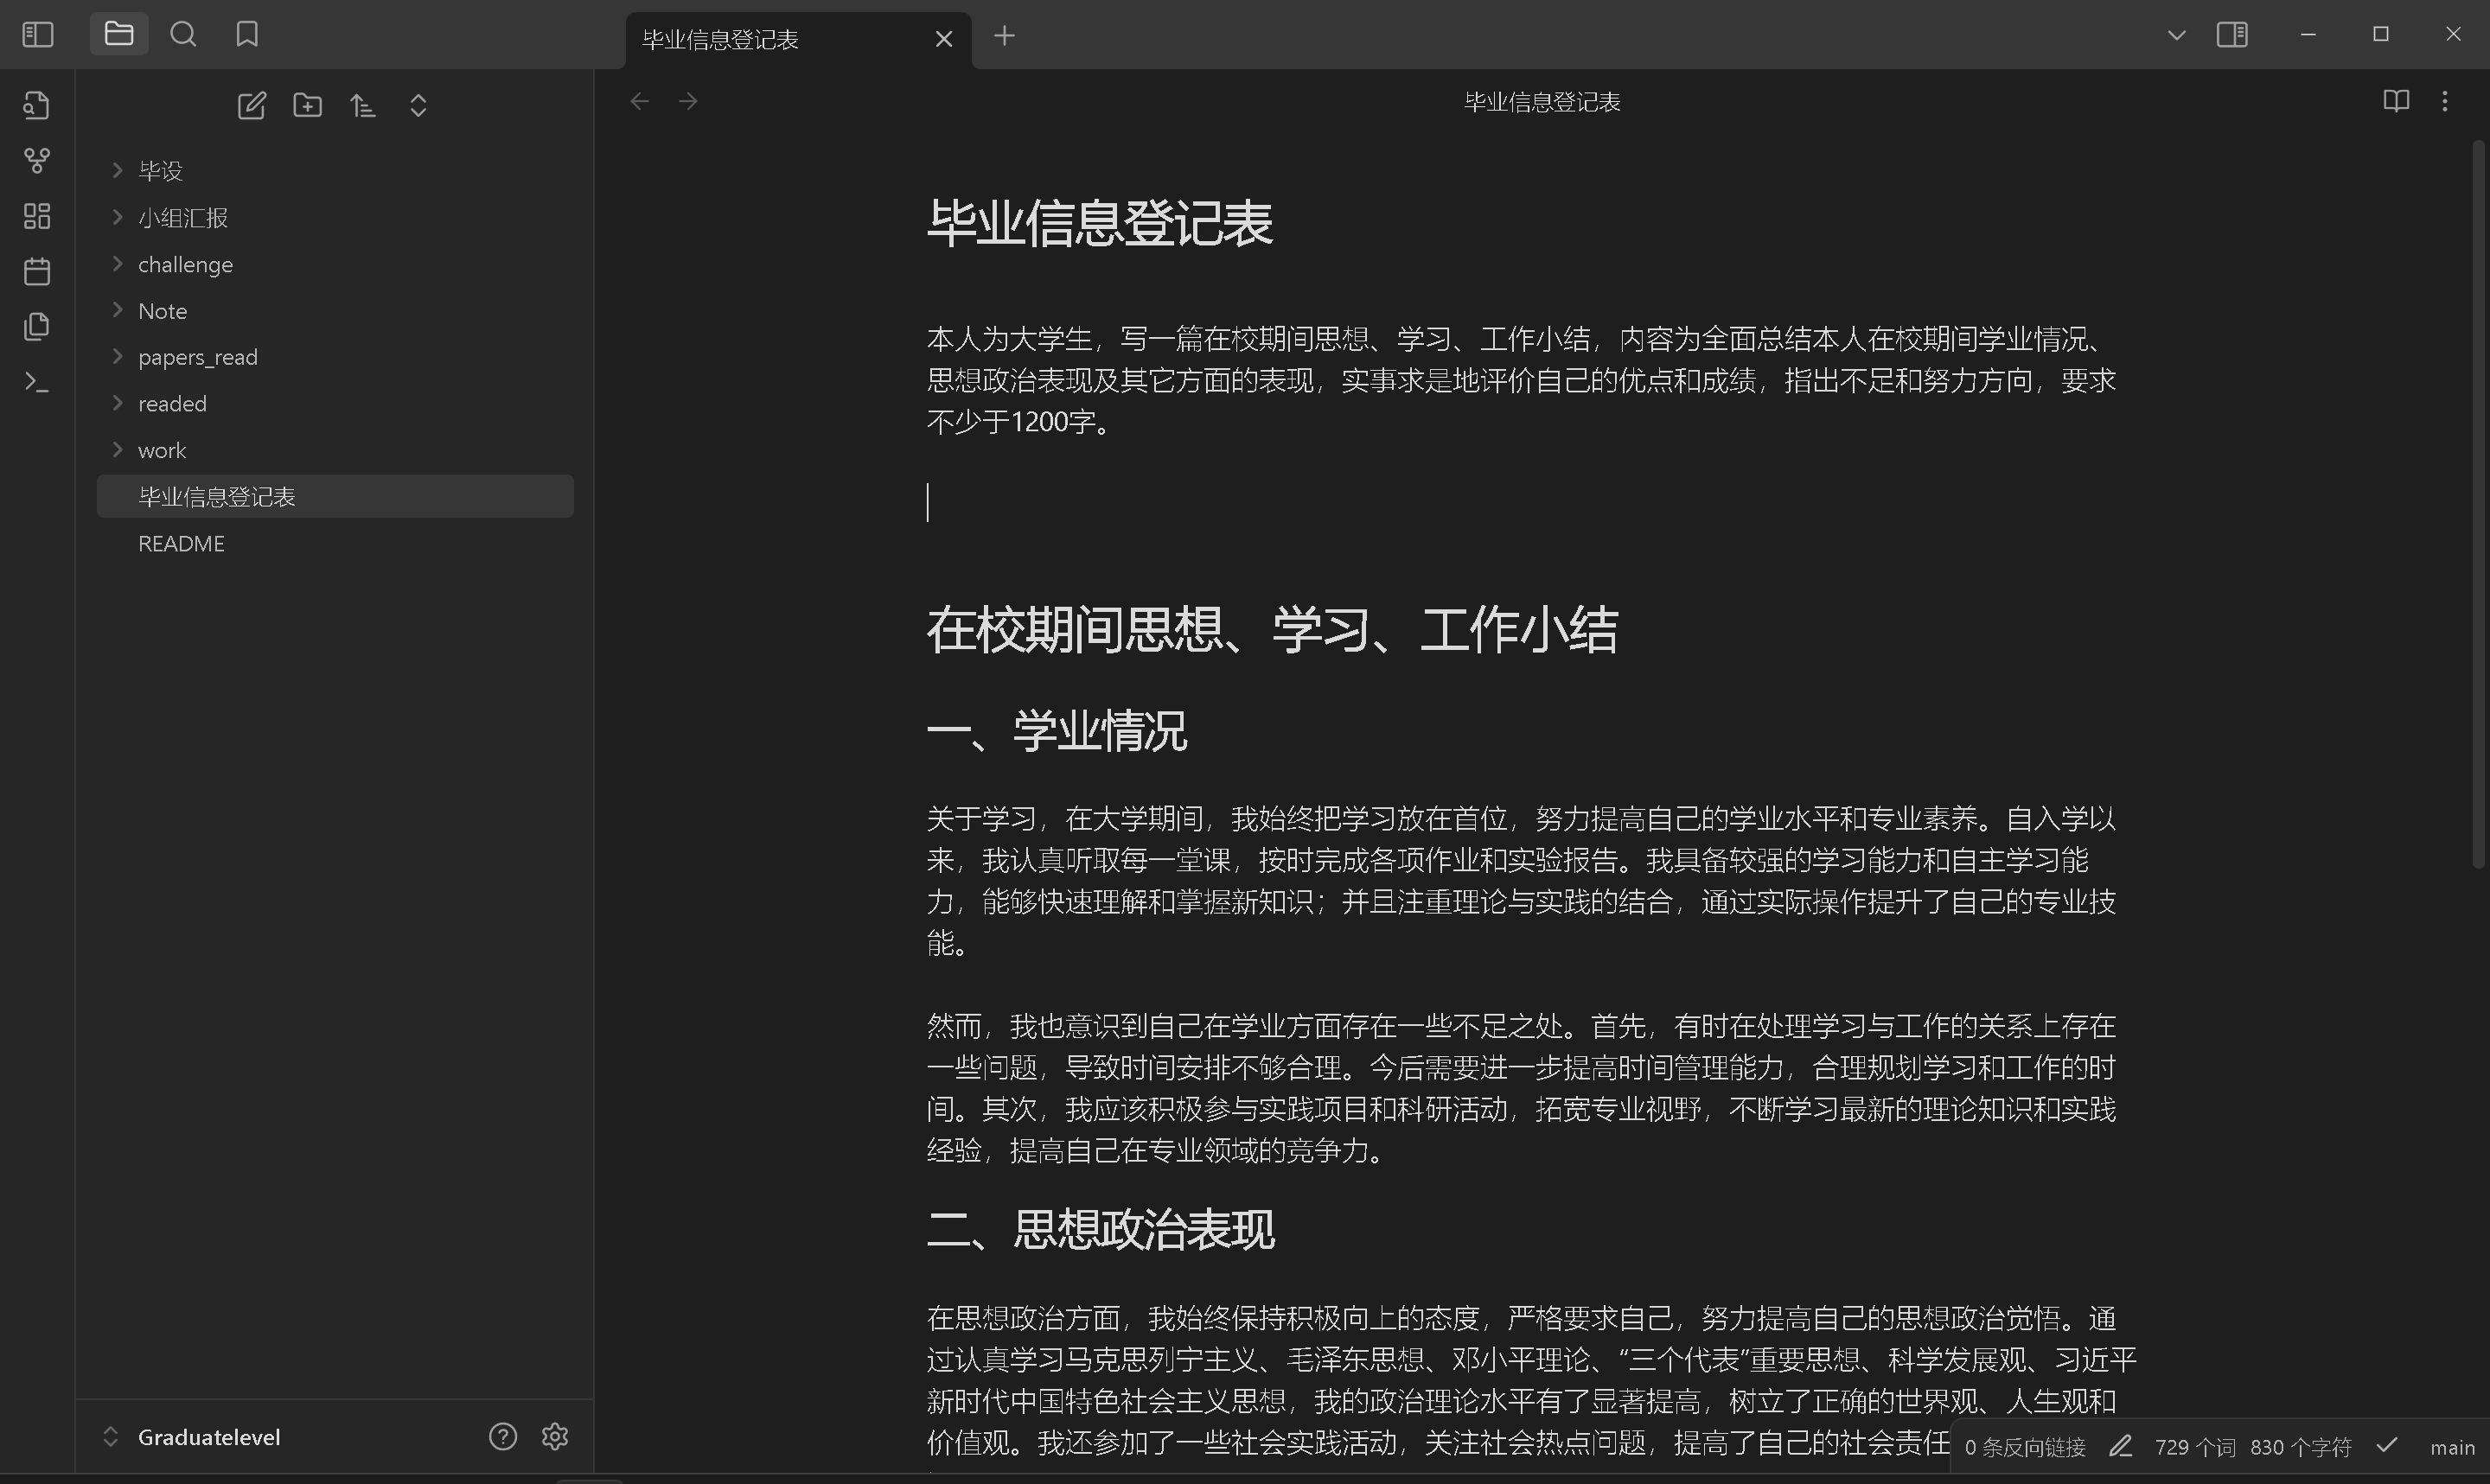 毕业信息登记表
毕业信息登记表
毕设
小组汇报
challenge
Note
papers_read
readed
work
毕业信息登记表
README
Graduatelevel
毕业信息登记表
本人为大学生，写一篇在校期间思想、学习、工作小结，内容为全面总结本人在校期间学业情况、
思想政治表现及其它方面的表现，实事求是地评价自己的优点和成绩，指出不足和努力方向，要求
不少于1200字。
在校期间思想、学习、工作小结
一、学业情况
关于学习，在大学期间，我始终把学习放在首位，努力提高自己的学业水平和专业素养。自入学以
来，我认真听取每一堂课，按时完成各项作业和实验报告。我具备较强的学习能力和自主学习能
力，能够快速理解和掌握新知识；并且注重理论与实践的结合，通过实际操作提升了自己的专业技
能。
然而，我也意识到自己在学业方面存在一些不足之处。首先，有时在处理学习与工作的关系上存在
一些问题，导致时间安排不够合理。今后需要进一步提高时间管理能力，合理规划学习和工作的时
间。其次，我应该积极参与实践项目和科研活动，拓宽专业视野，不断学习最新的理论知识和实践
经验，提高自己在专业领域的竞争力。
二、思想政治表现
在思想政治方面，我始终保持积极向上的态度，严格要求自己，努力提高自己的思想政治觉悟。通
过认真学习马克思列宁主义、毛泽东思想、邓小平理论、“三个代表”重要思想、科学发展观、习近平
新时代中国特色社会主义思想，我的政治理论水平有了显著提高，树立了正确的世界观、人生观和
价值观。我还参加了一些社会实践活动，关注社会热点问题，提高了自己的社会责任
0 条反向链接 729 个词 830 个字符 main